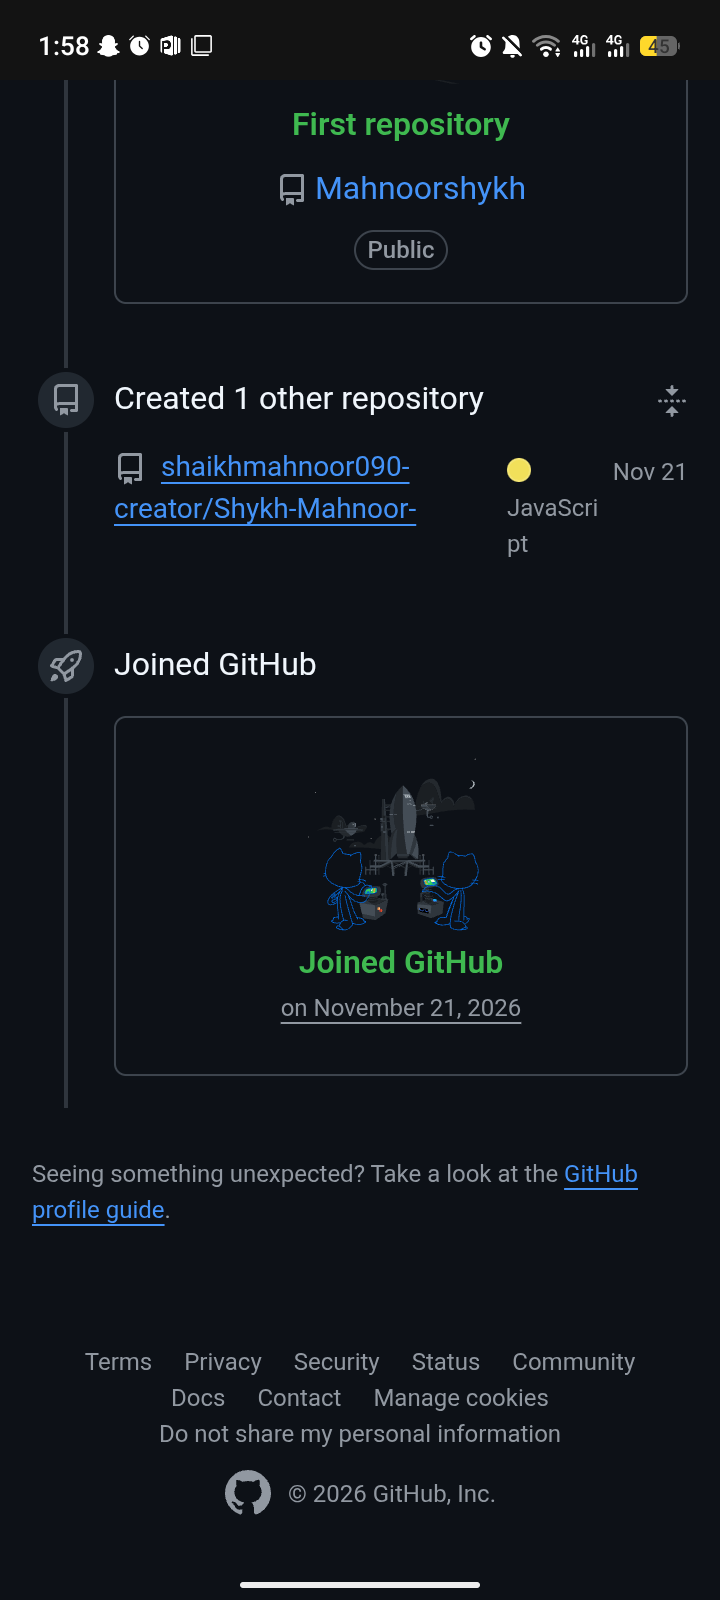 1:58
4G 4G 45
First repository
Mahnoorshykh
Public
Created 1 other repository
shaikhmahnoor090-
creator/Shykh-Mahnoor-
JavaScri
pt
Nov 21
Joined GitHub
Joined GitHub
on November 21, 2026
Seeing something unexpected? Take a look at the GitHub
profile guide.
Terms Privacy Security Status Community
Docs Contact Manage cookies
Do not share my personal information
© 2026 GitHub, Inc.